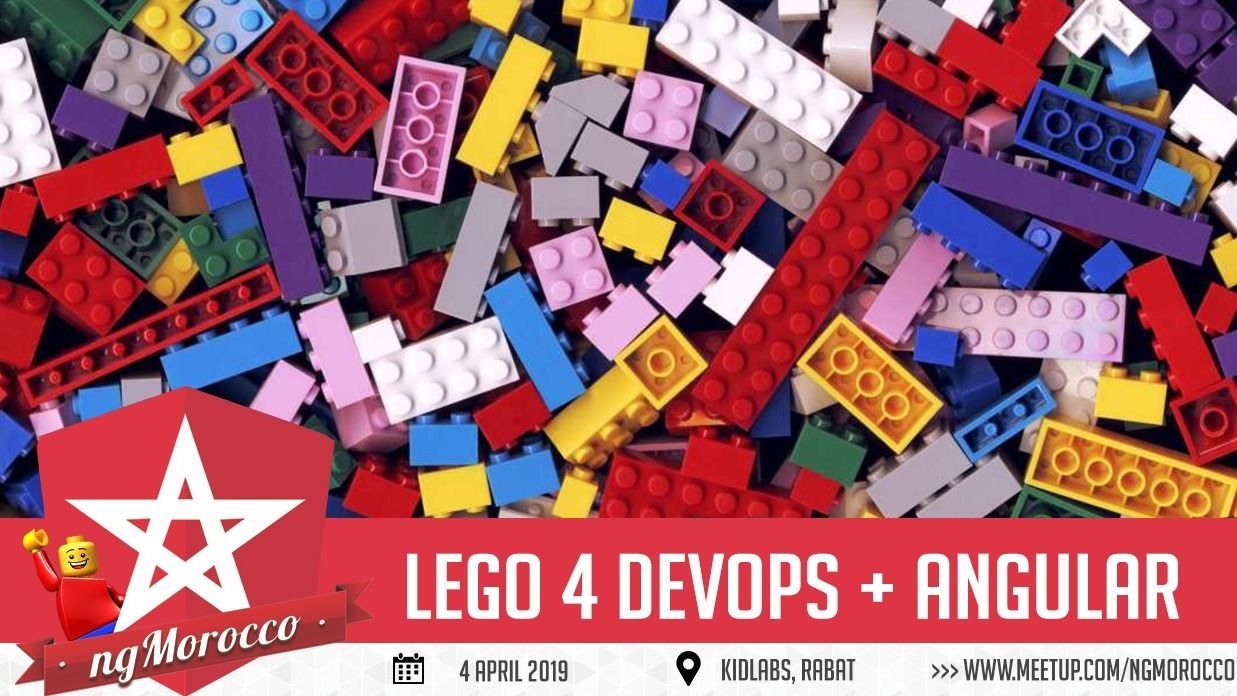 LEGO 4 DEVOPS + ANGULAR
ngMorocco
4 APRIL 2019
KIDLABS, RABAT
>>> WWW.MEETUP.COM/NGMOROCCO